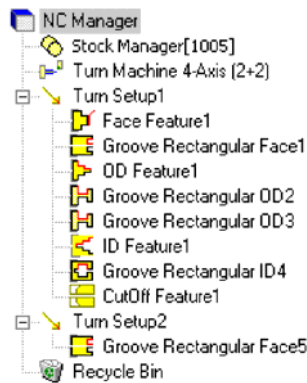 NC Manager
Stock Manager[1005]
Turn Machine 4-Axis (2+2)
Turn Setup1
Face Feature1
Groove Rectangular Face1
OD Feature1
Groove Rectangular OD2
Groove Rectangular OD3
ID Feature1
Groove Rectangular ID4
CutOff Feature1
Turn Setup2
Groove Rectangular Face5
Recycle Bin